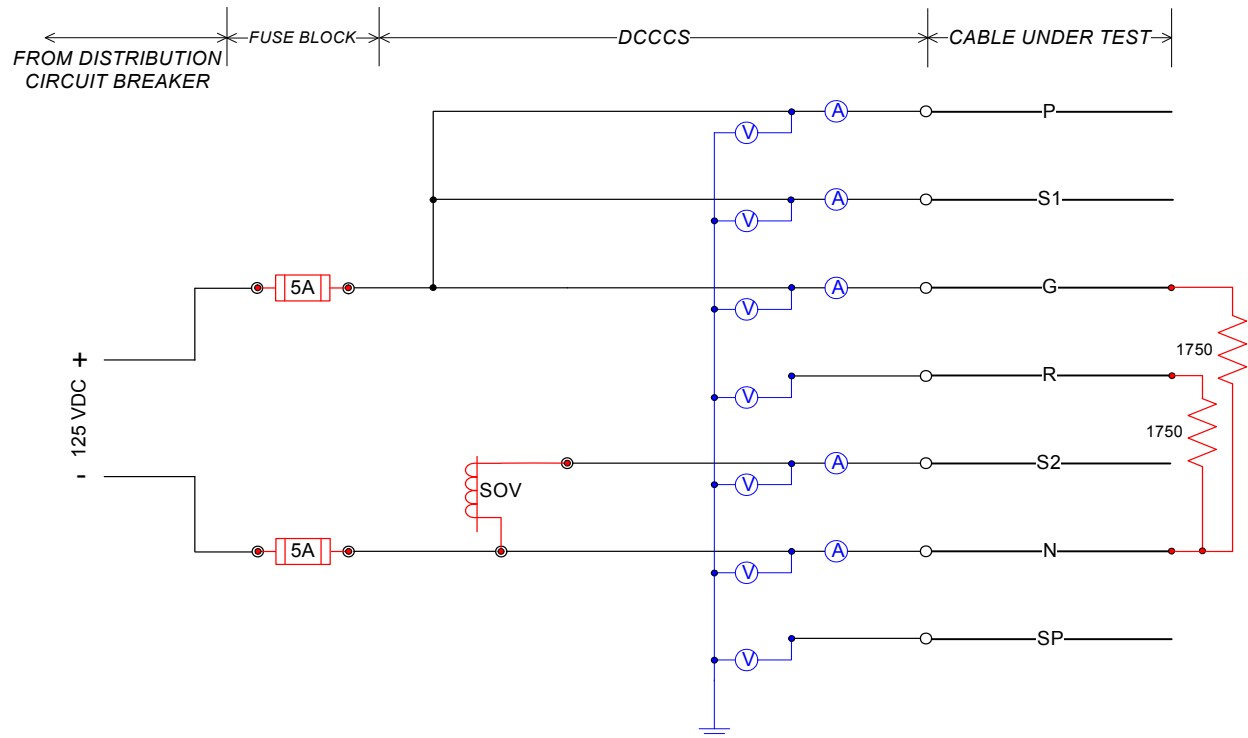 FROM DISTRIBUTION
CIRCUIT BREAKER
FUSE BLOCK
DCCCS
CABLE UNDER TEST
A
P
V
A
S1
V
5A
A
G
V
1750
+
R
V
1750
125 VDC
-
SOV
A
S2
V
5A
A
N
V
SP
V